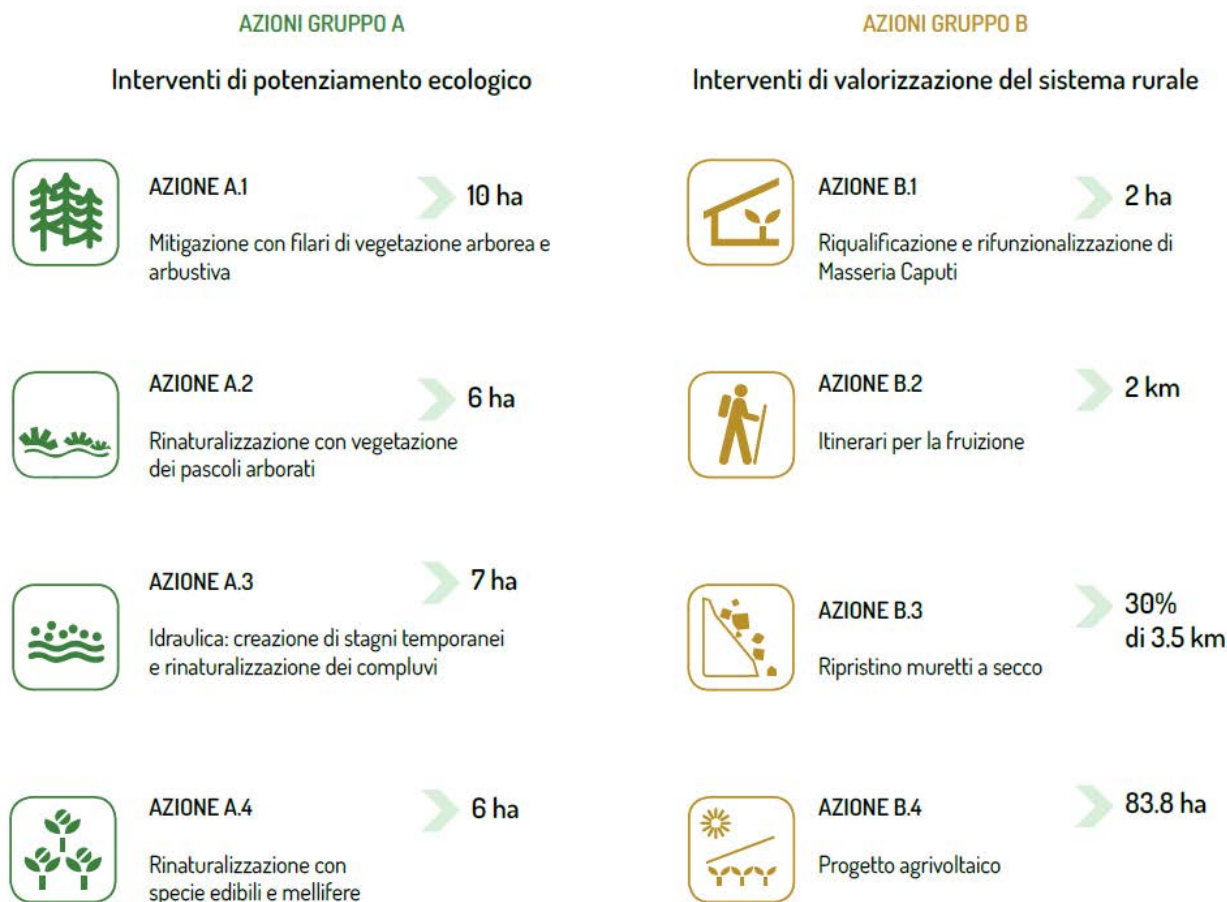 AZIONI GRUPPO A
Interventi di potenziamento ecologico
AZIONE A.1
10 ha
Mitigazione con filari di vegetazione arborea e
arbustiva
AZIONE A.2
6 ha
Rinaturalizzazione con vegetazione
dei pascoli arborati
AZIONE A.3
7 ha
Idraulica: creazione di stagni temporanei
e rinaturalizzazione dei compluvi
AZIONE A.4
6 ha
Rinaturalizzazione con
specie edibili e mellifere
AZIONI GRUPPO B
Interventi di valorizzazione del sistema rurale
AZIONE B.1
2 ha
Riqualificazione e rifunzionalizzazione di
Masseria Caputi
AZIONE B.2
2 km
Itinerari per la fruizione
AZIONE B.3
30%
di 3.5 km
Ripristino muretti a secco
AZIONE B.4
83.8 ha
Progetto agrivoltaico